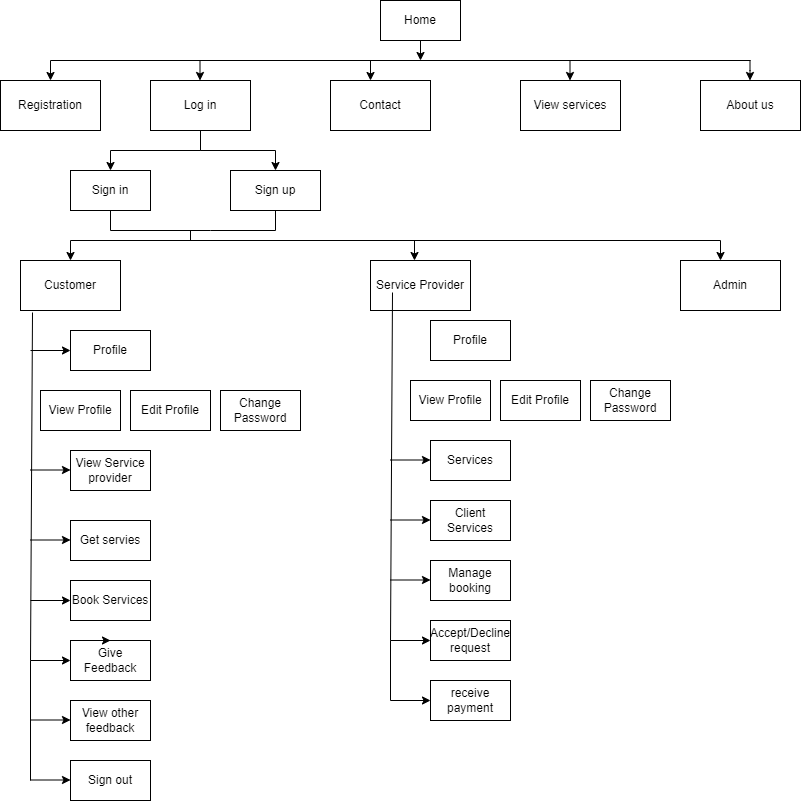 Home
Registration
Log in
Contact
View services
About us
Sign in
Sign up
Customer
Service Provider
Admin
Profile
Profile
View Profile
Edit Profile
Change
Password
View Profile
Edit Profile
Change
Password
View Service
provider
Services
Get servies
Client
Services
Book Services
Manage
booking
Give
Feedback
Accept/Decline
request
View other
feedback
receive
payment
Sign out